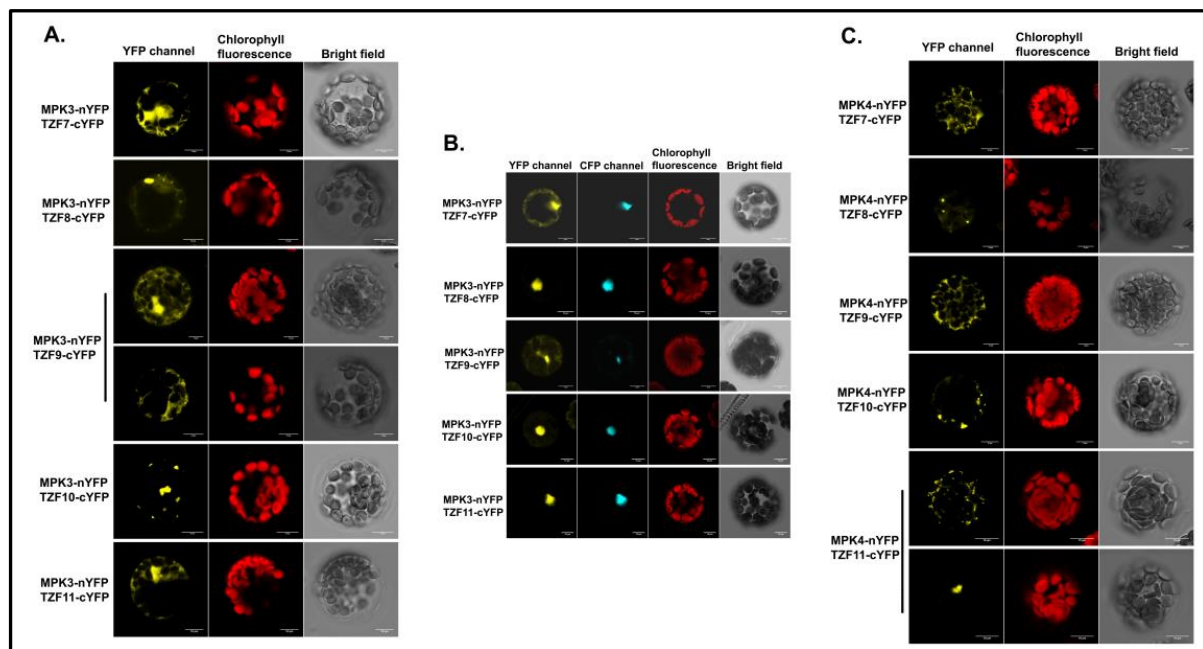 A.
YFP channel
Chlorophyll
fluorescence
Bright field
MPK3-nYFP
TZF7-cYFP
MPK3-nYFP
TZF8-cYFP
MPK3-nYFP
TZF9-cYFP
MPK3-nYFP
TZF10-cYFP
MPK3-nYFP
TZF11-cYFP
B.
YFP channel
CFP channel
Chlorophyll
fluorescence
Bright field
MPK3-nYFP
TZF7-cYFP
MPK3-nYFP
TZF8-cYFP
MPK3-nYFP
TZF9-cYFP
MPK3-nYFP
TZF10-cYFP
MPK3-nYFP
TZF11-cYFP
C.
YFP channel
Chlorophyll
fluorescence
Bright field
MPK4-nYFP
TZF7-cYFP
MPK4-nYFP
TZF8-cYFP
MPK4-nYFP
TZF9-cYFP
MPK4-nYFP
TZF10-cYFP
MPK4-nYFP
TZF11-cYFP